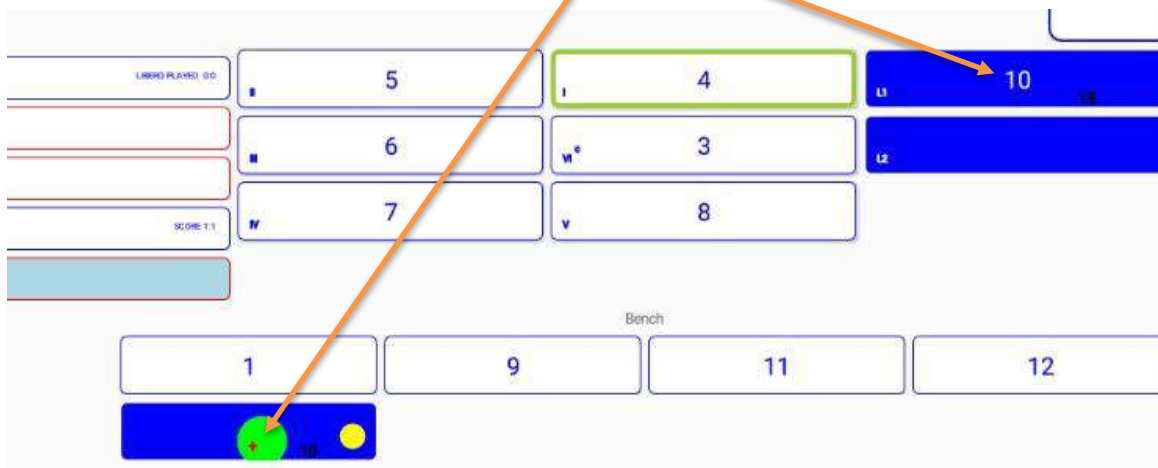 LIBERO PLAYED 0:0
II 5
I 4
L1 10
III 6
VI c 3
L2
SCORE 1:1
IV 7
V 8
Bench
1
9
11
12
+